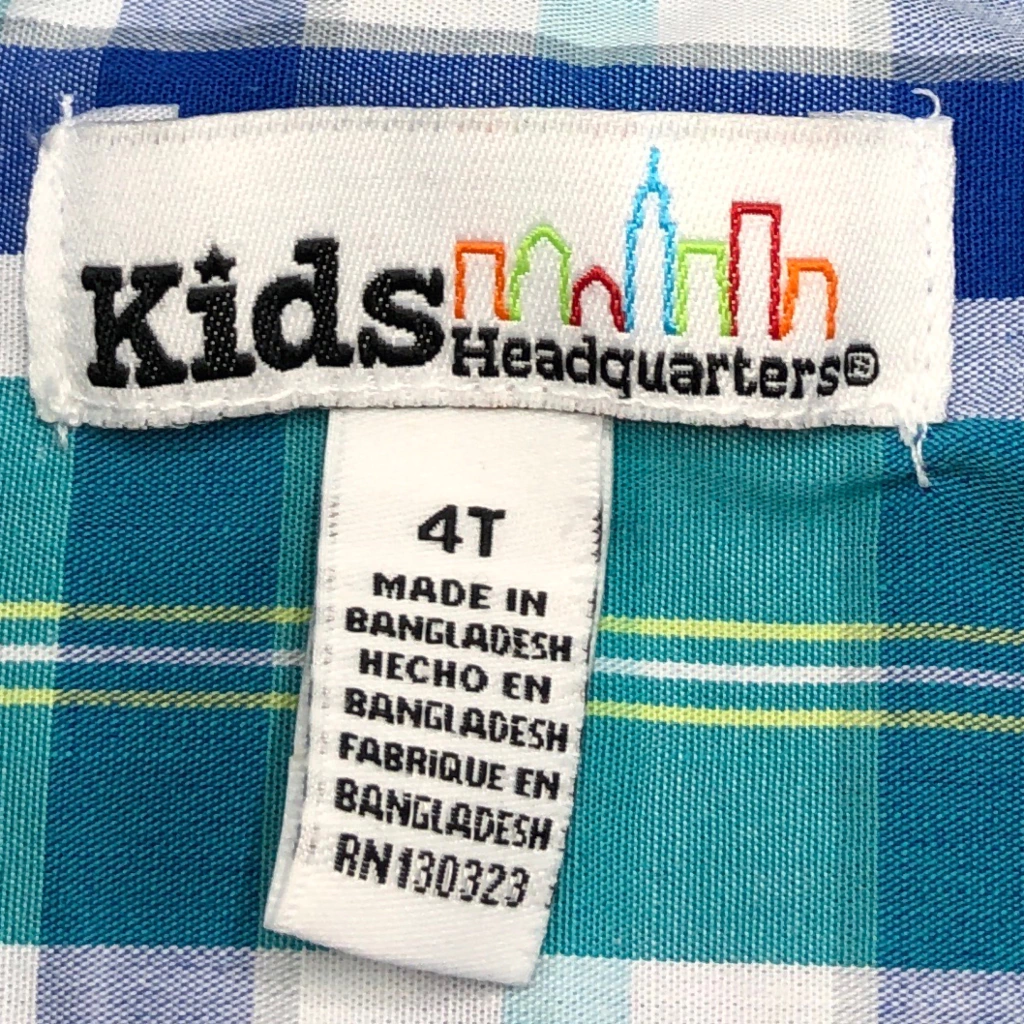 Kids
Headquarters®
4T
MADE IN
BANGLADESH
HECHO EN
BANGLADESH
FABRIQUE EN
BANGLADESH
RN130323